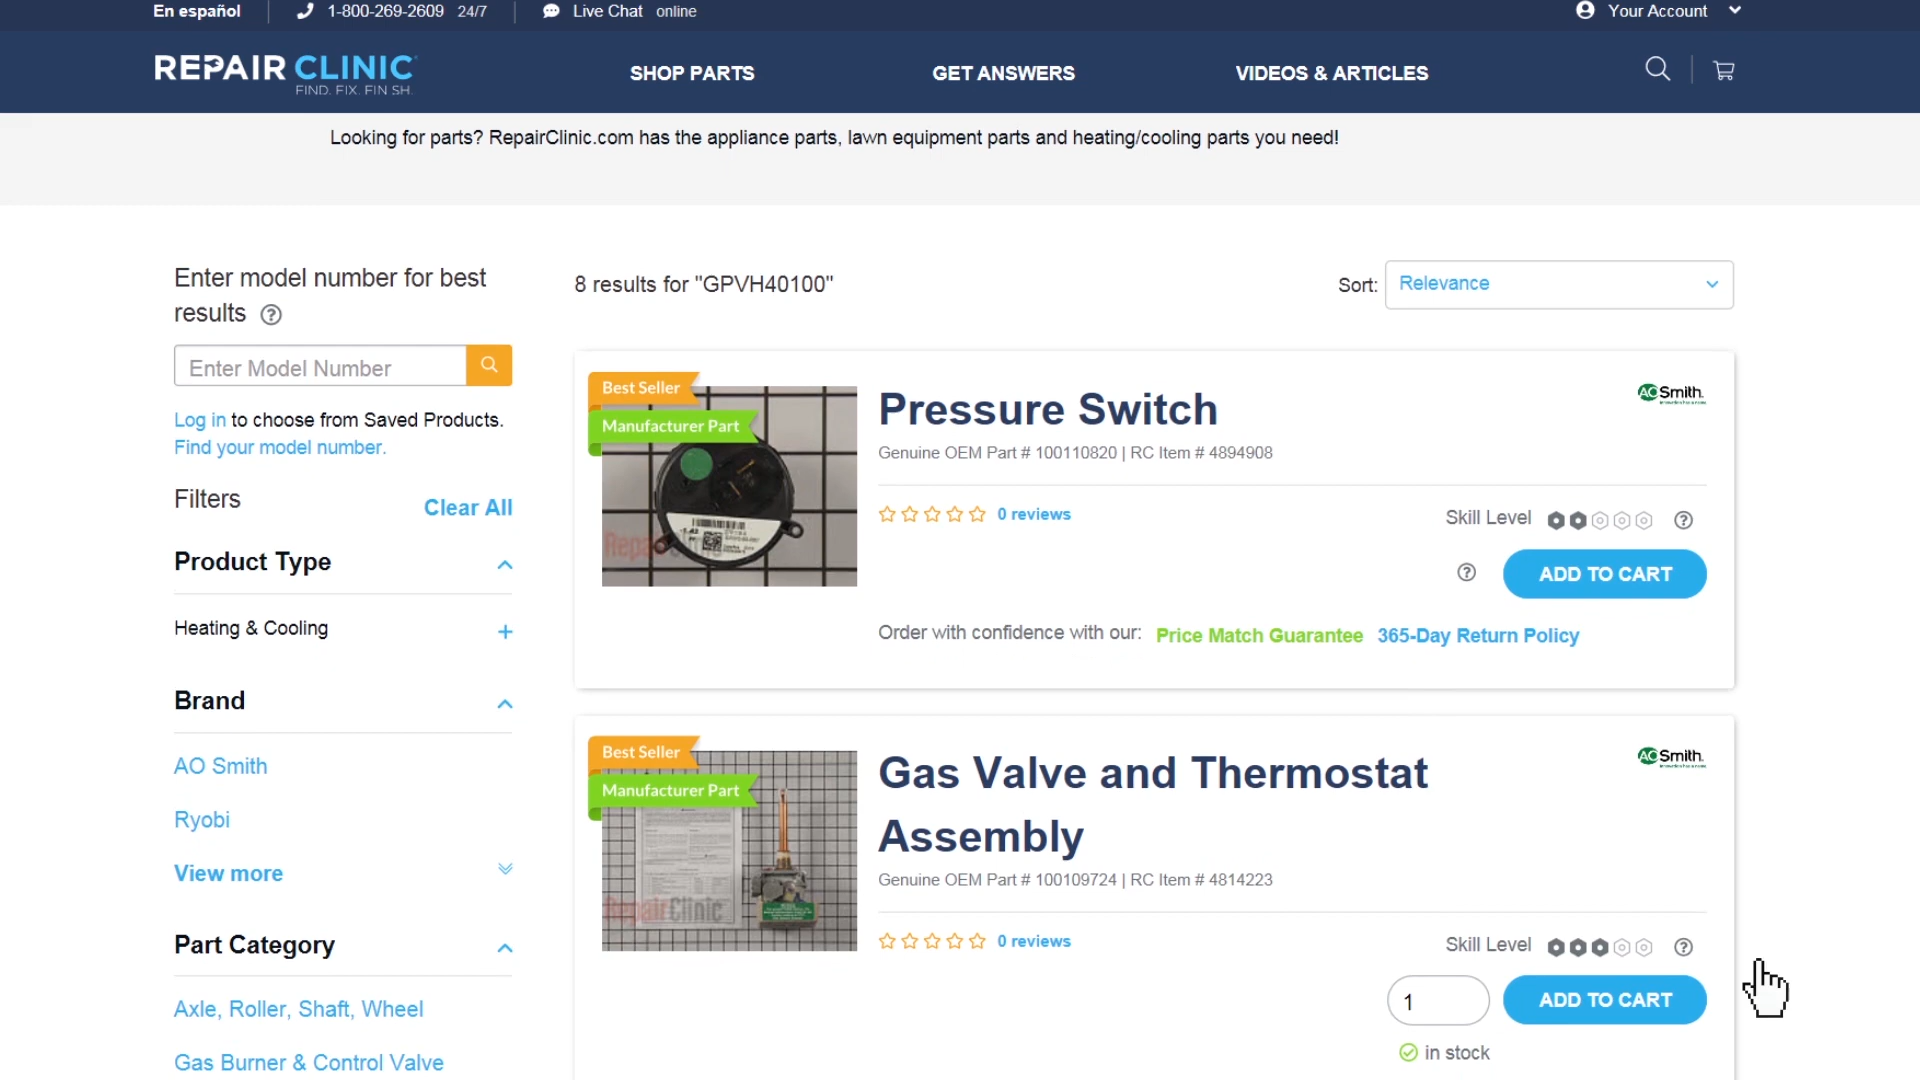 En español
1-800-269-2609 24/7
Live Chat online
Your Account
REPAIR CLINIC
FIND. FIX. FIN SH.
SHOP PARTS
GET ANSWERS
VIDEOS & ARTICLES
Looking for parts? RepairClinic.com has the appliance parts, lawn equipment parts and heating/cooling parts you need!
Enter model number for best
results ?
Enter Model Number
Log in to choose from Saved Products.
Find your model number.
Filters
Clear All
Product Type
Heating & Cooling +
Brand
AO Smith
Ryobi
View more
Part Category
Axle, Roller, Shaft, Wheel
Gas Burner & Control Valve
8 results for "GPVH40100"
Sort: Relevance
Best Seller
Manufacturer Part
Pressure Switch
AO Smith.
Genuine OEM Part # 100110820 | RC Item # 4894908
0 reviews
Skill Level ?
? ADD TO CART
Order with confidence with our: Price Match Guarantee 365-Day Return Policy
Best Seller
Manufacturer Part
RepairClinic
Gas Valve and Thermostat
Assembly
AO Smith.
Genuine OEM Part # 100109724 | RC Item # 4814223
0 reviews
Skill Level ?
1 ADD TO CART
in stock